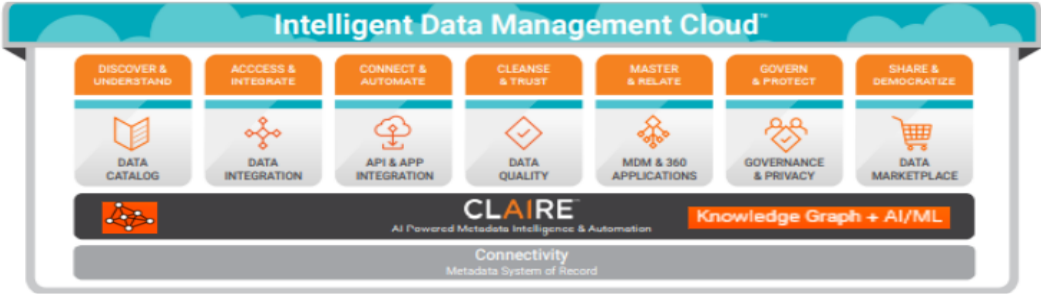 Intelligent Data Management Cloud™
DISCOVER &
UNDERSTAND
ACCCESS &
INTEGRATE
CONNECT &
AUTOMATE
CLEANSE
& TRUST
MASTER
& RELATE
GOVERN
& PROTECT
SHARE &
DEMOCRATIZE
DATA
CATALOG
DATA
INTEGRATION
API & APP
INTEGRATION
DATA
QUALITY
MDM & 360
APPLICATIONS
GOVERNANCE
& PRIVACY
DATA
MARKETPLACE
CLAIRE™
AI Powered Metadata Intelligence & Automation
Knowledge Graph + AI/ML
Connectivity
Metadata System of Record